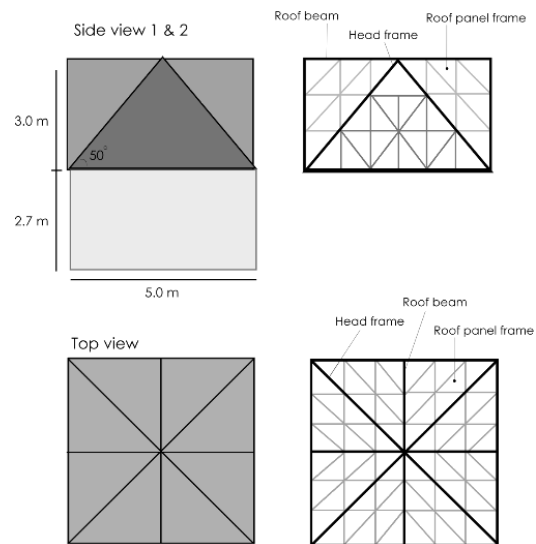 Side view 1 & 2
Roof beam
Roof panel frame
Head frame
3.0 m
50°
2.7 m
5.0 m
Top view
Roof beam
Head frame
Roof panel frame